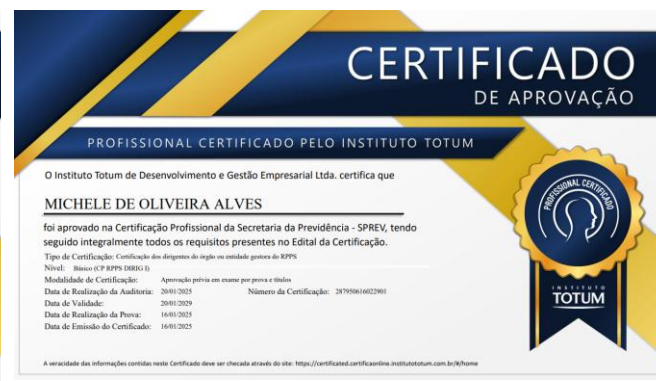 CERTIFICADO
DE APROVAÇÃO
PROFISSIONAL CERTIFICADO PELO INSTITUTO TOTUM
O Instituto Totum de Desenvolvimento e Gestão Empresarial Ltda. certifica que
MICHELE DE OLIVEIRA ALVES
foi aprovado na Certificação Profissional da Secretaria da Previdência - SPREV, tendo
seguido integralmente todos os requisitos presentes no Edital da Certificação.
Tipo de Certificação: Certificação dos dirigentes do órgão ou entidade gestora do RPPS
Nível: Básico (CP RPPS DIRIG I)
Modalidade de Certificação: Aprovação prévia em exame por prova e títulos
Data de Realização da Auditoria: 20/01/2025 Número da Certificação: 287950616022901
Data de Validade: 20/01/2029
Data de Realização da Prova: 16/01/2025
Data de Emissão do Certificado: 16/01/2025
PROFISSIONAL CERTIFICADO
INSTITUTO
TOTUM
A veracidade das informações contidas neste Certificado deve ser checada através do site: https://certificated.certificaonline.institutototum.com.br/#/home